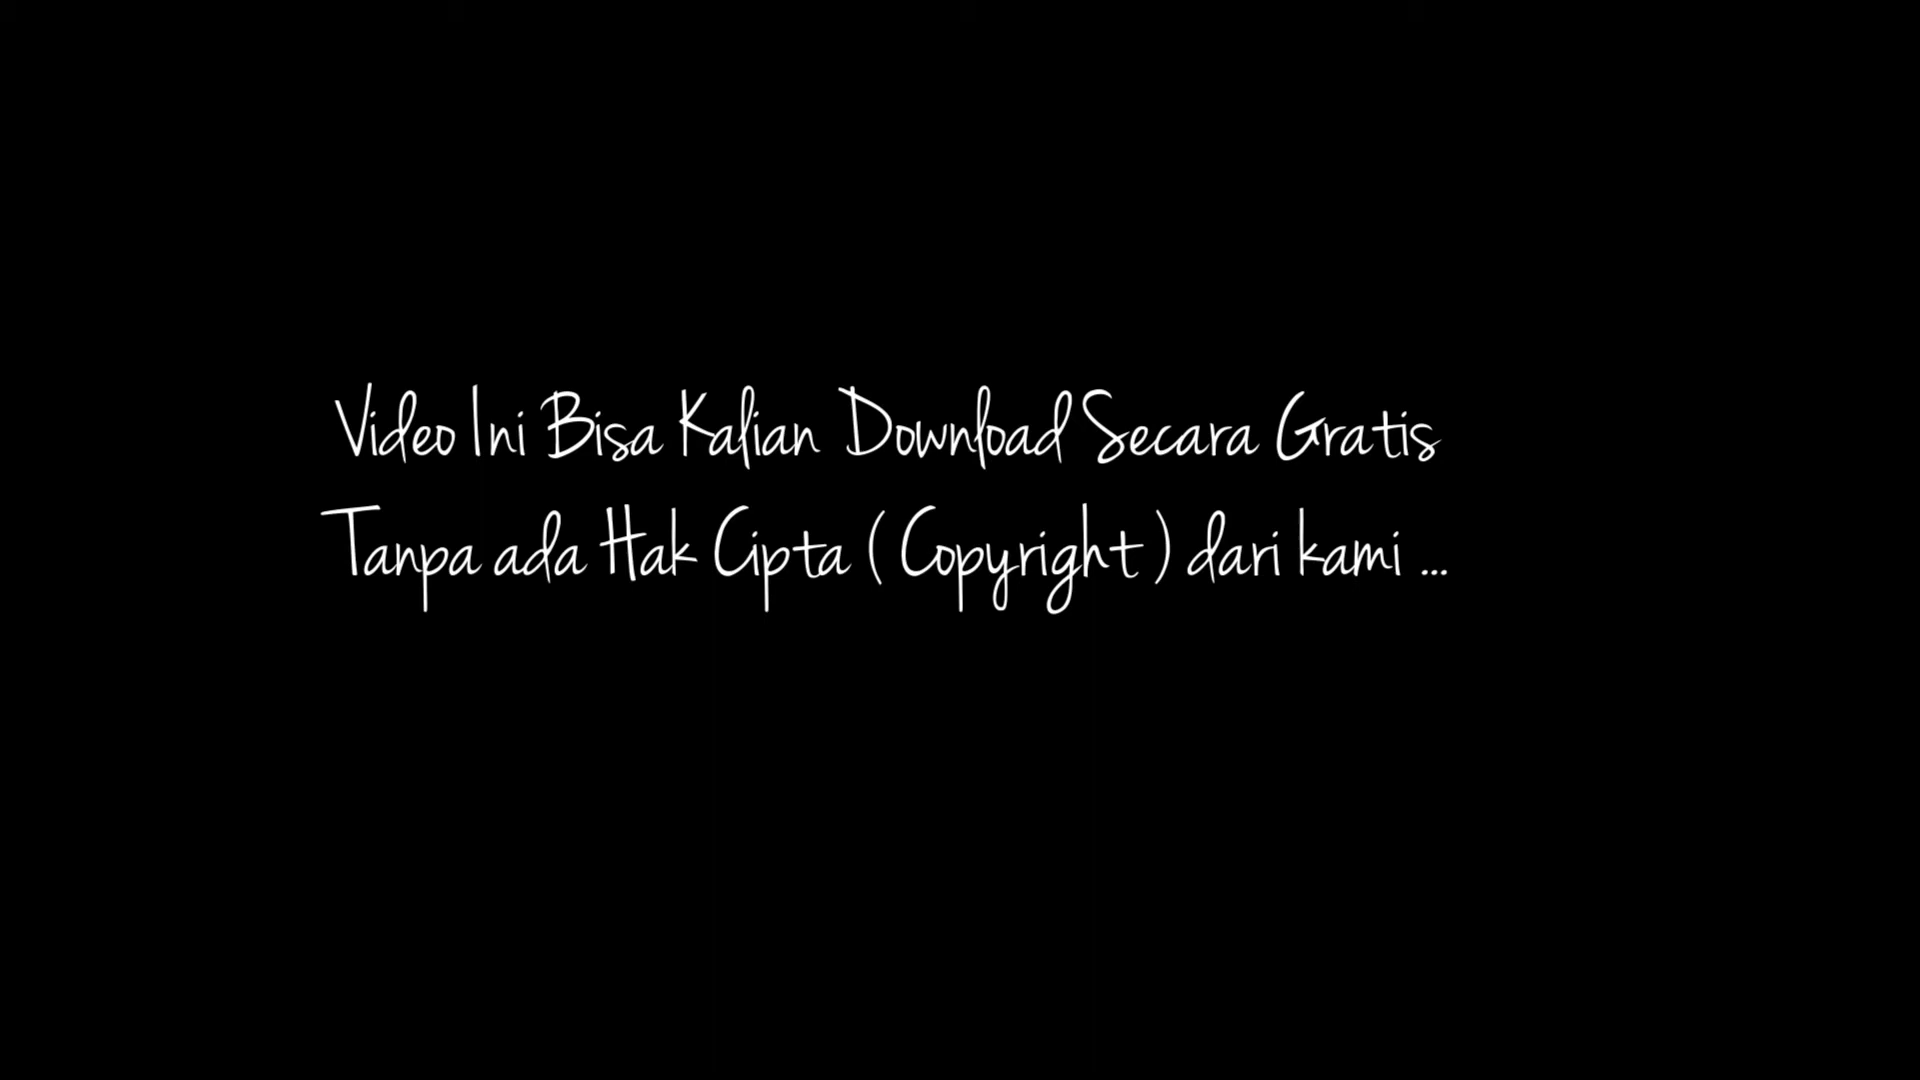 Video Ini Bisa Kalian Download Secara Gratis
Tanpa ada Hak Cipta ( Copyright ) dari kami ...